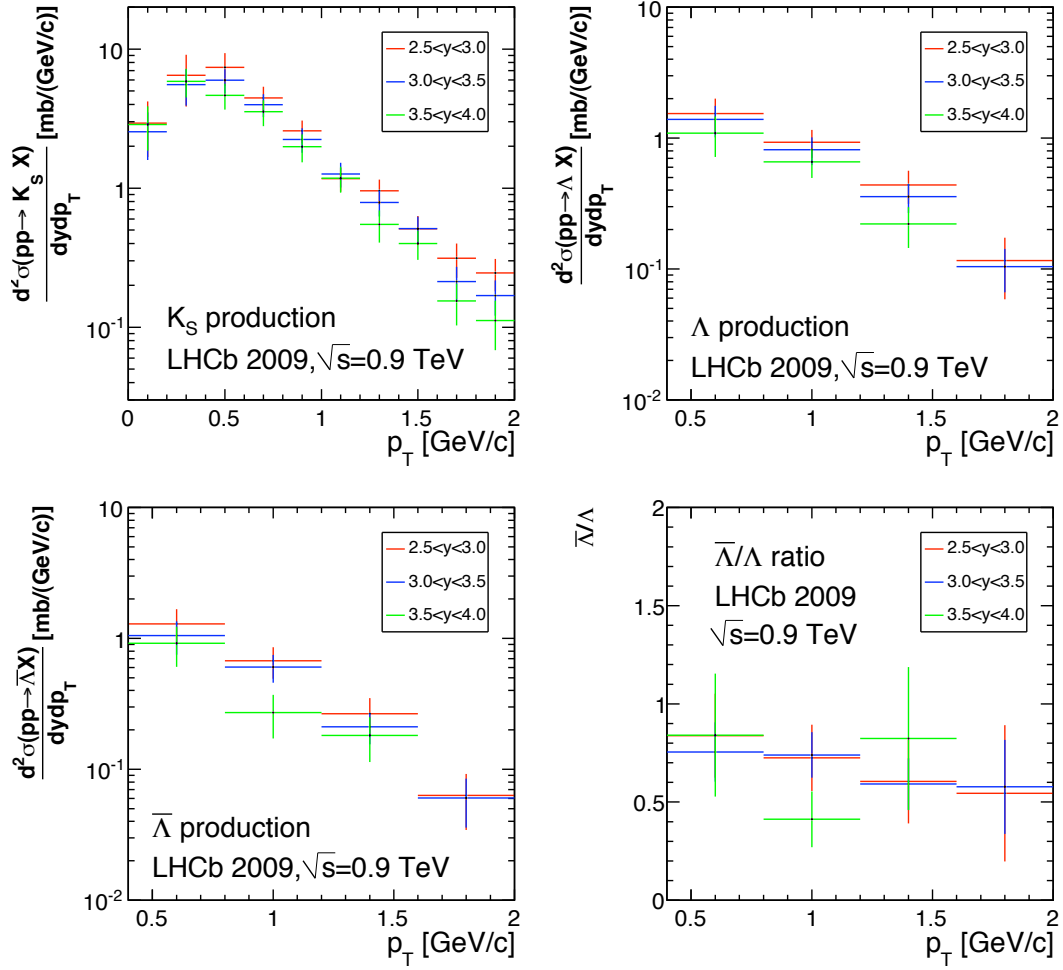 d²σ(pp→ K_S X)/dydp_T [mb/(GeV/c)]
10
1
10⁻¹
2.5<y<3.0
3.0<y<3.5
3.5<y<4.0
K_S production
LHCb 2009,√s=0.9 TeV
0 0.5 1 1.5 2
p_T [GeV/c]
d²σ(pp→Λ X)/dydp_T [mb/(GeV/c)]
10
1
10⁻¹
10⁻²
2.5<y<3.0
3.0<y<3.5
3.5<y<4.0
Λ production
LHCb 2009,√s=0.9 TeV
0.5 1 1.5 2
p_T [GeV/c]
d²σ(pp→Λ̅X)/dydp_T [mb/(GeV/c)]
10
1
10⁻¹
10⁻²
2.5<y<3.0
3.0<y<3.5
3.5<y<4.0
Λ̅ production
LHCb 2009,√s=0.9 TeV
0.5 1 1.5 2
p_T [GeV/c]
Λ̅/Λ
2
1.5
1
0.5
0
Λ̅/Λ ratio
LHCb 2009
√s=0.9 TeV
2.5<y<3.0
3.0<y<3.5
3.5<y<4.0
0.5 1 1.5 2
p_T [GeV/c]